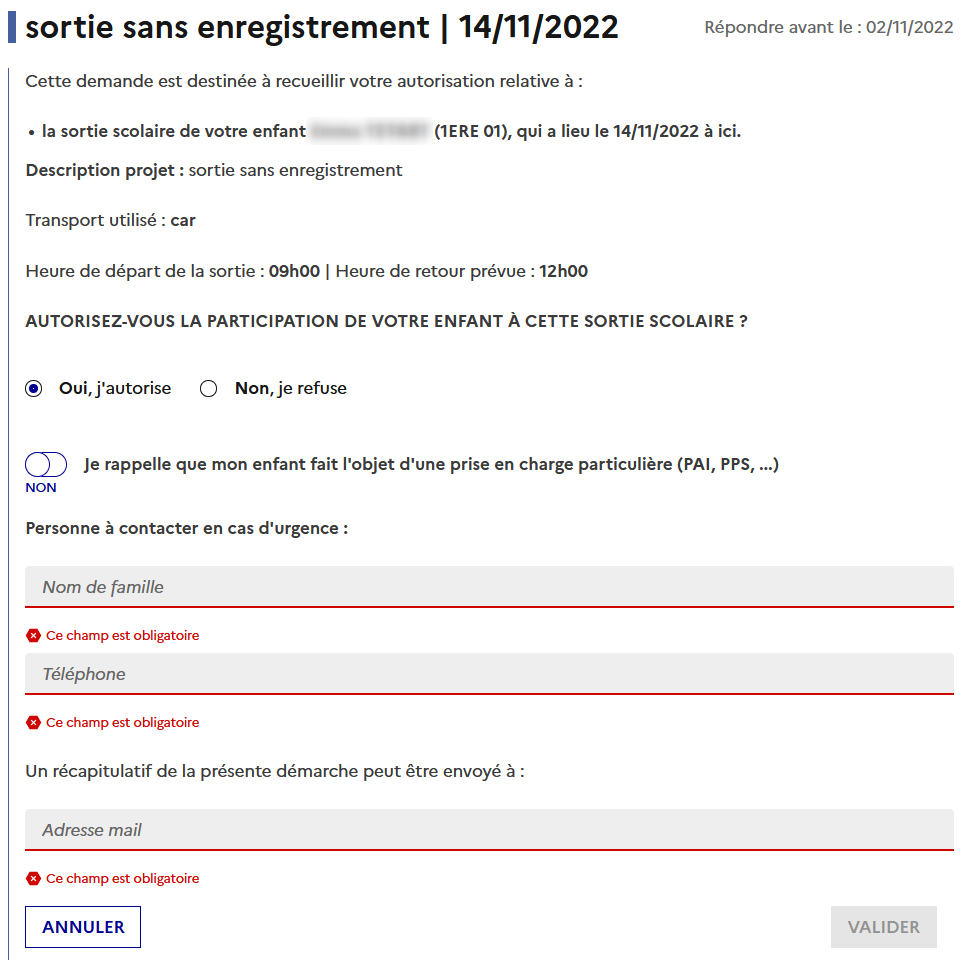 sortie sans enregistrement | 14/11/2022
Répondre avant le : 02/11/2022
Cette demande est destinée à recueillir votre autorisation relative à :
• la sortie scolaire de votre enfant (1ERE 01), qui a lieu le 14/11/2022 à ici.
Description projet : sortie sans enregistrement
Transport utilisé : car
Heure de départ de la sortie : 09h00 | Heure de retour prévue : 12h00
AUTORISEZ-VOUS LA PARTICIPATION DE VOTRE ENFANT À CETTE SORTIE SCOLAIRE ?
Oui, j'autorise
Non, je refuse
Je rappelle que mon enfant fait l'objet d'une prise en charge particulière (PAI, PPS, ...)
NON
Personne à contacter en cas d'urgence :
Nom de famille
Ce champ est obligatoire
Téléphone
Ce champ est obligatoire
Un récapitulatif de la présente démarche peut être envoyé à :
Adresse mail
Ce champ est obligatoire
ANNULER
VALIDER